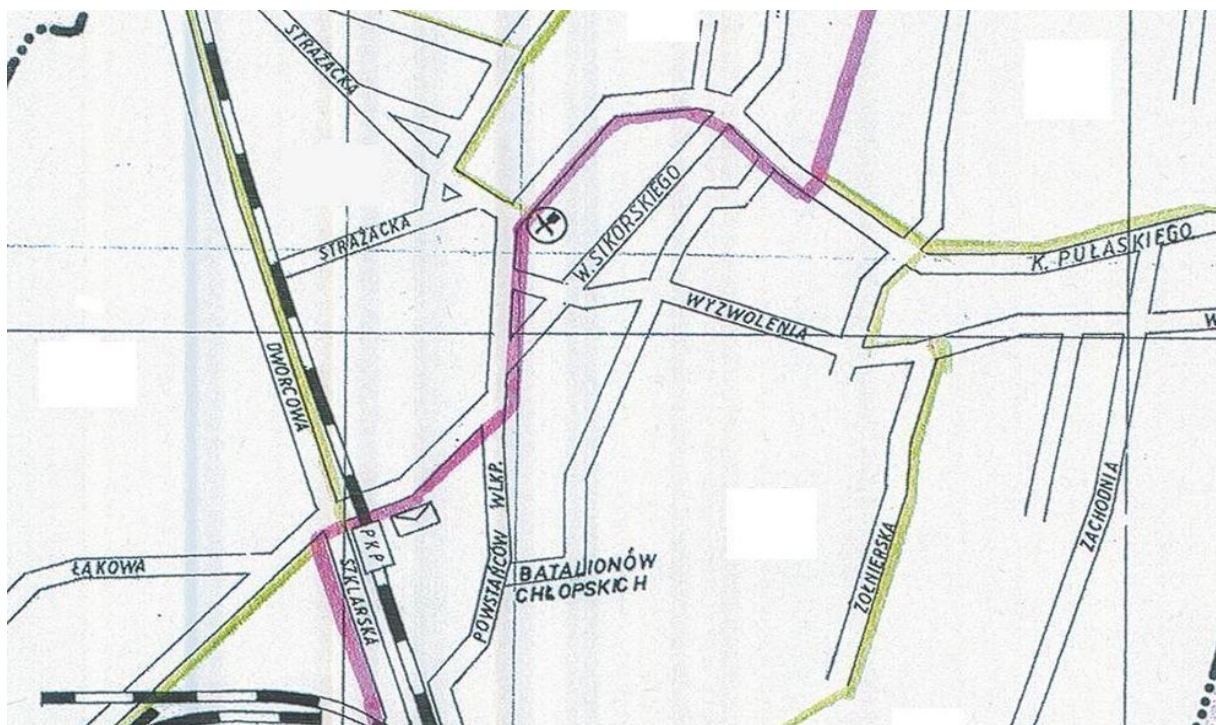 STRAŻACKA
STRAŻACKA
W. SIKORSKIEGO
K. PUŁASKIEGO
WYZWOLENIA
W
DWORCOWA
POWSTAŃCÓW WLKP.
ZACHODNIA
PKP
SZKLARSKA
ŁĄKOWA
BATALIONÓW
CHŁOPSKICH
ŻOŁNIERSKA